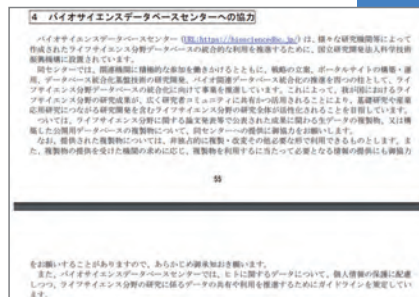 4 バイオサイエンスデータベースセンターへの協力
バイオサイエンスデータベースセンター(URL:https://biosciencedbc.jp/)は、様々な研究機関等によって
作成されたライフサイエンス分野データベースの統合的な利用を推進するために、国立研究開発法人科学技術
振興機構に設置されています。
同センターでは、関連機関に積極的な参加を働きかけるとともに、戦略の立案、ポータルサイトの構築・運
用、データベース統合化基盤技術の研究開発、バイオ関連データベース統合化の推進を四つの柱として、ライ
フサイエンス分野データベースの統合化に向けて事業を推進しています。これによって、我が国におけるライ
フサイエンス分野の研究成果が、広く研究者コミュニティに共有かつ活用されることにより、基礎研究や産業
応用研究につながる研究開発を含むライフサイエンス分野の研究全体が活性化されることを目指しています。
ついては、ライフサイエンス分野に関する論文発表等で公表された成果に関わる生データの複製物、又は構
築した公開用データベースの複製物について、同センターへの提供に御協力をお願いします。
なお、提供された複製物については、非独占的に複製・改変その他必要な形で利用できるものとします。ま
た、複製物の提供を受けた機関の求めに応じ、複製物を利用するに当たって必要となる情報の提供にも御協力
55
をお願いすることがありますので、あらかじめ御承知おき願います。
また、バイオサイエンスデータベースセンターでは、ヒトに関するデータについて、個人情報の保護に配慮
しつつ、ライフサイエンス分野の研究に係るデータの共有や利用を推進するためにガイドラインを策定してい
ます。